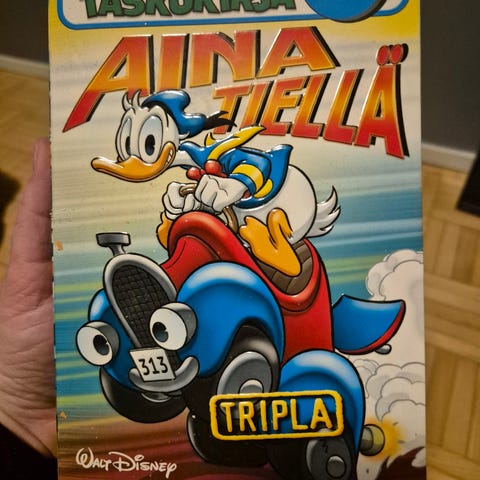 TASKUKIRJA
AINA
TIELLÄ
313
TRIPLA
WALT DISNEY